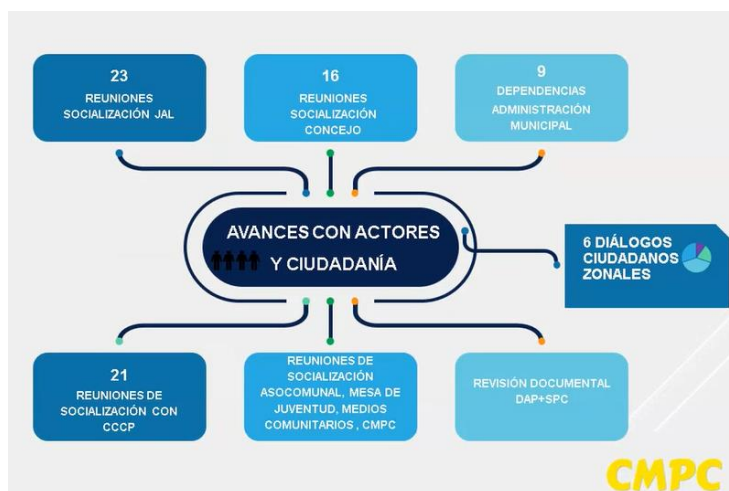 23
REUNIONES
SOCIALIZACIÓN JAL
16
REUNIONES
SOCIALIZACIÓN
CONCEJO
9
DEPENDENCIAS
ADMINISTRACIÓN
MUNICIPAL
AVANCES CON ACTORES
Y CIUDADANÍA
6 DIÁLOGOS
CIUDADANOS
ZONALES
21
REUNIONES DE
SOCIALIZACIÓN CON
CCCP
REUNIONES DE
SOCIALIZACIÓN
ASOCOMUNAL, MESA DE
JUVENTUD, MEDIOS
COMUNITARIOS , CMPC
REVISIÓN DOCUMENTAL
DAP+SPC
CMPC